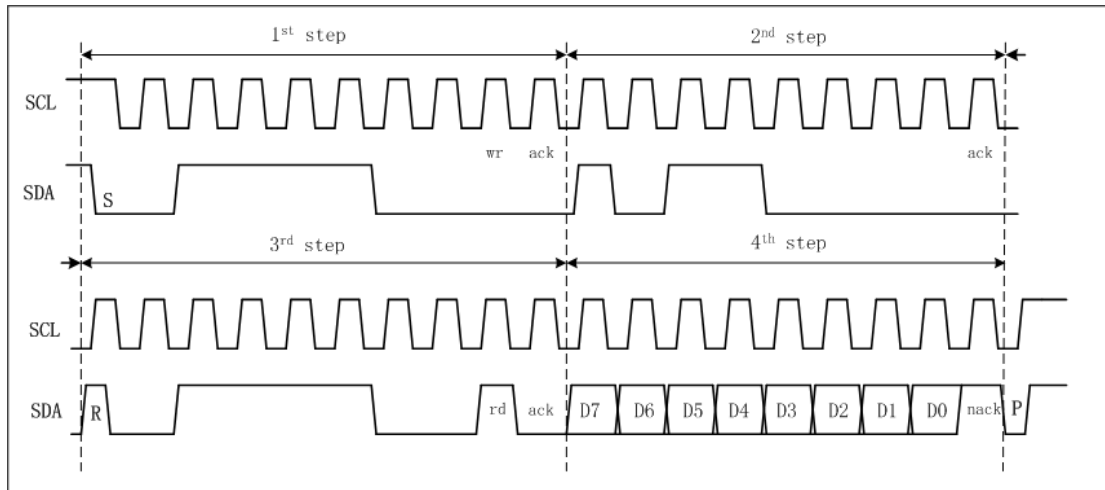 1st step 2nd step
SCL
wr ack ack
SDA
S
3rd step 4th step
SCL
SDA R rd ack D7 D6 D5 D4 D3 D2 D1 D0 nack P